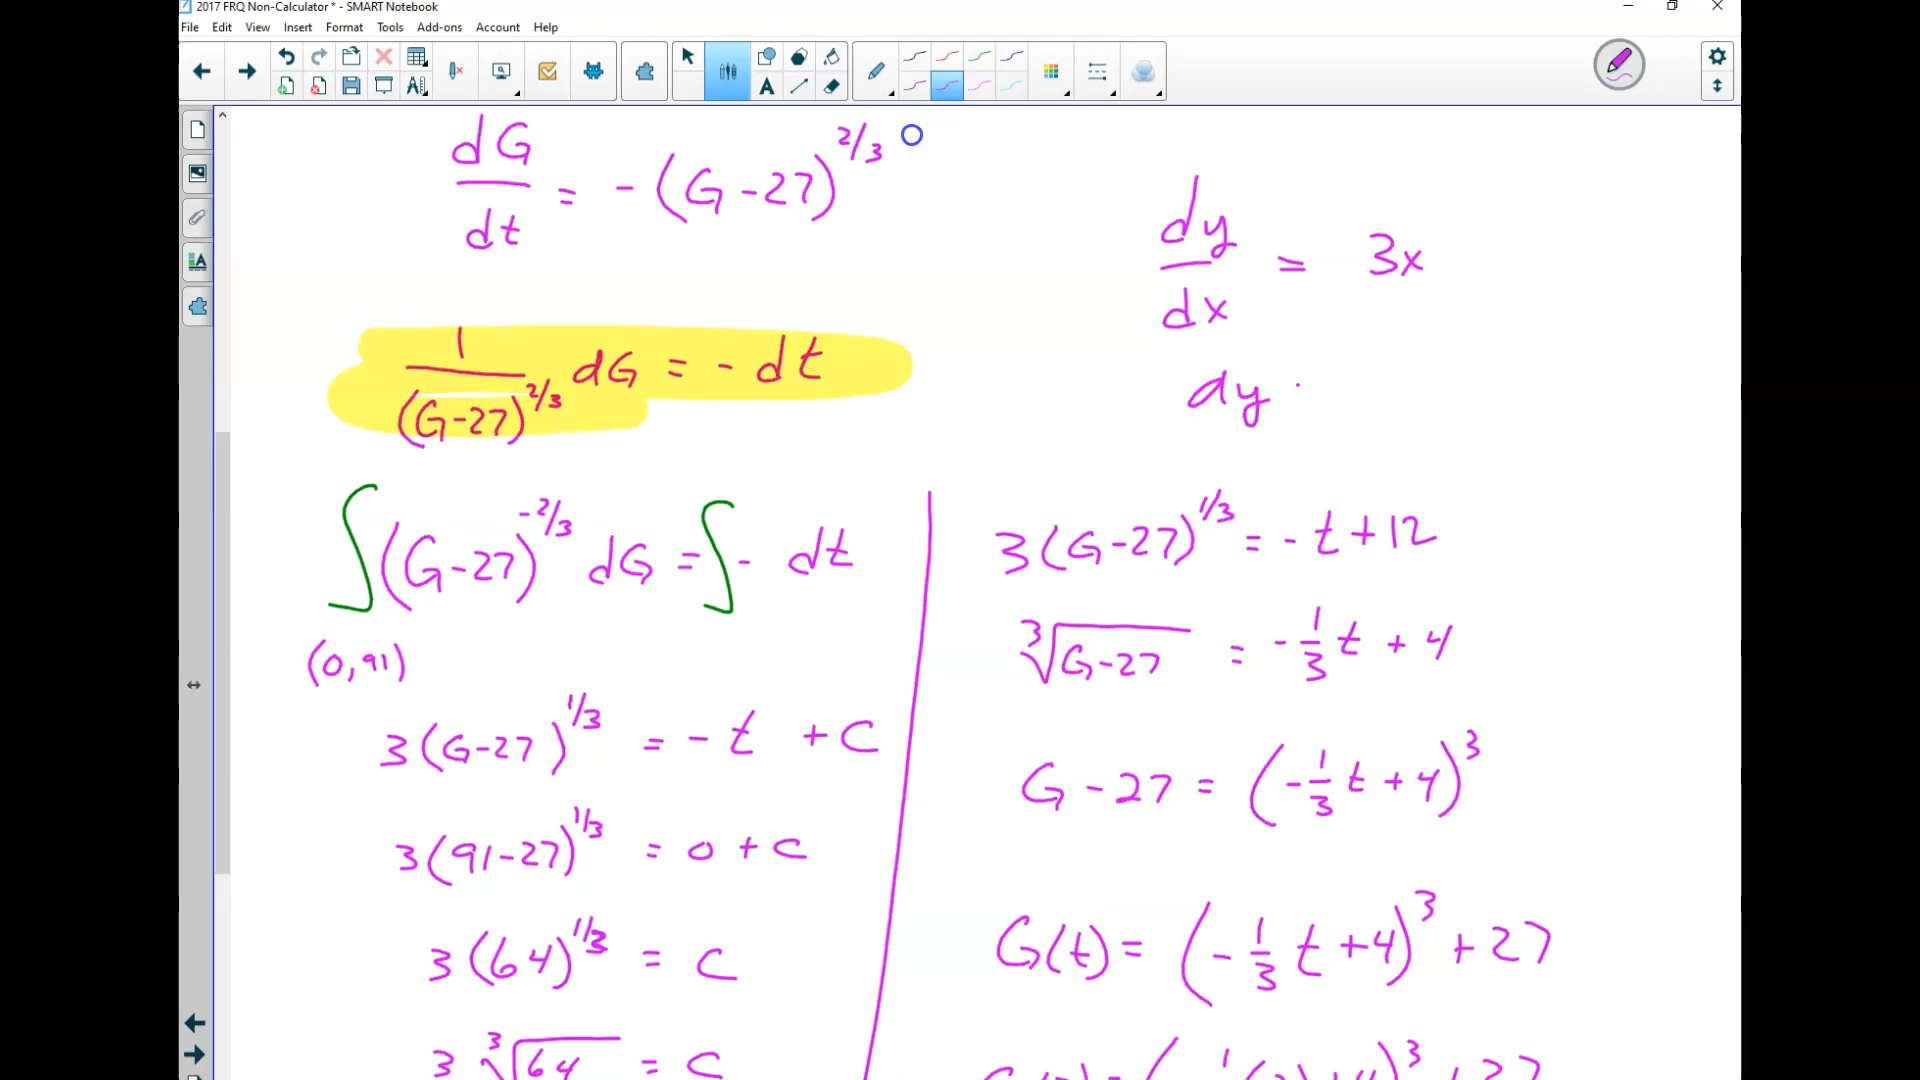 2017 FRQ Non-Calculator * - SMART Notebook
File Edit View Insert Format Tools Add-ons Account Help
dG/dt = - (G - 27)^2/3
dy/dx = 3x
1/(G-27)^2/3 dG = - dt
dy
∫(G-27)^-2/3 dG = ∫- dt
(0, 91)
3(G-27)^1/3 = - t + C
3(91-27)^1/3 = 0 + C
3(64)^1/3 = C
3 ∛64 = C
3(G-27)^1/3 = - t + 12
∛G-27 = - 1/3 t + 4
G - 27 = (- 1/3 t + 4)^3
G(t) = (- 1/3 t + 4)^3 + 27